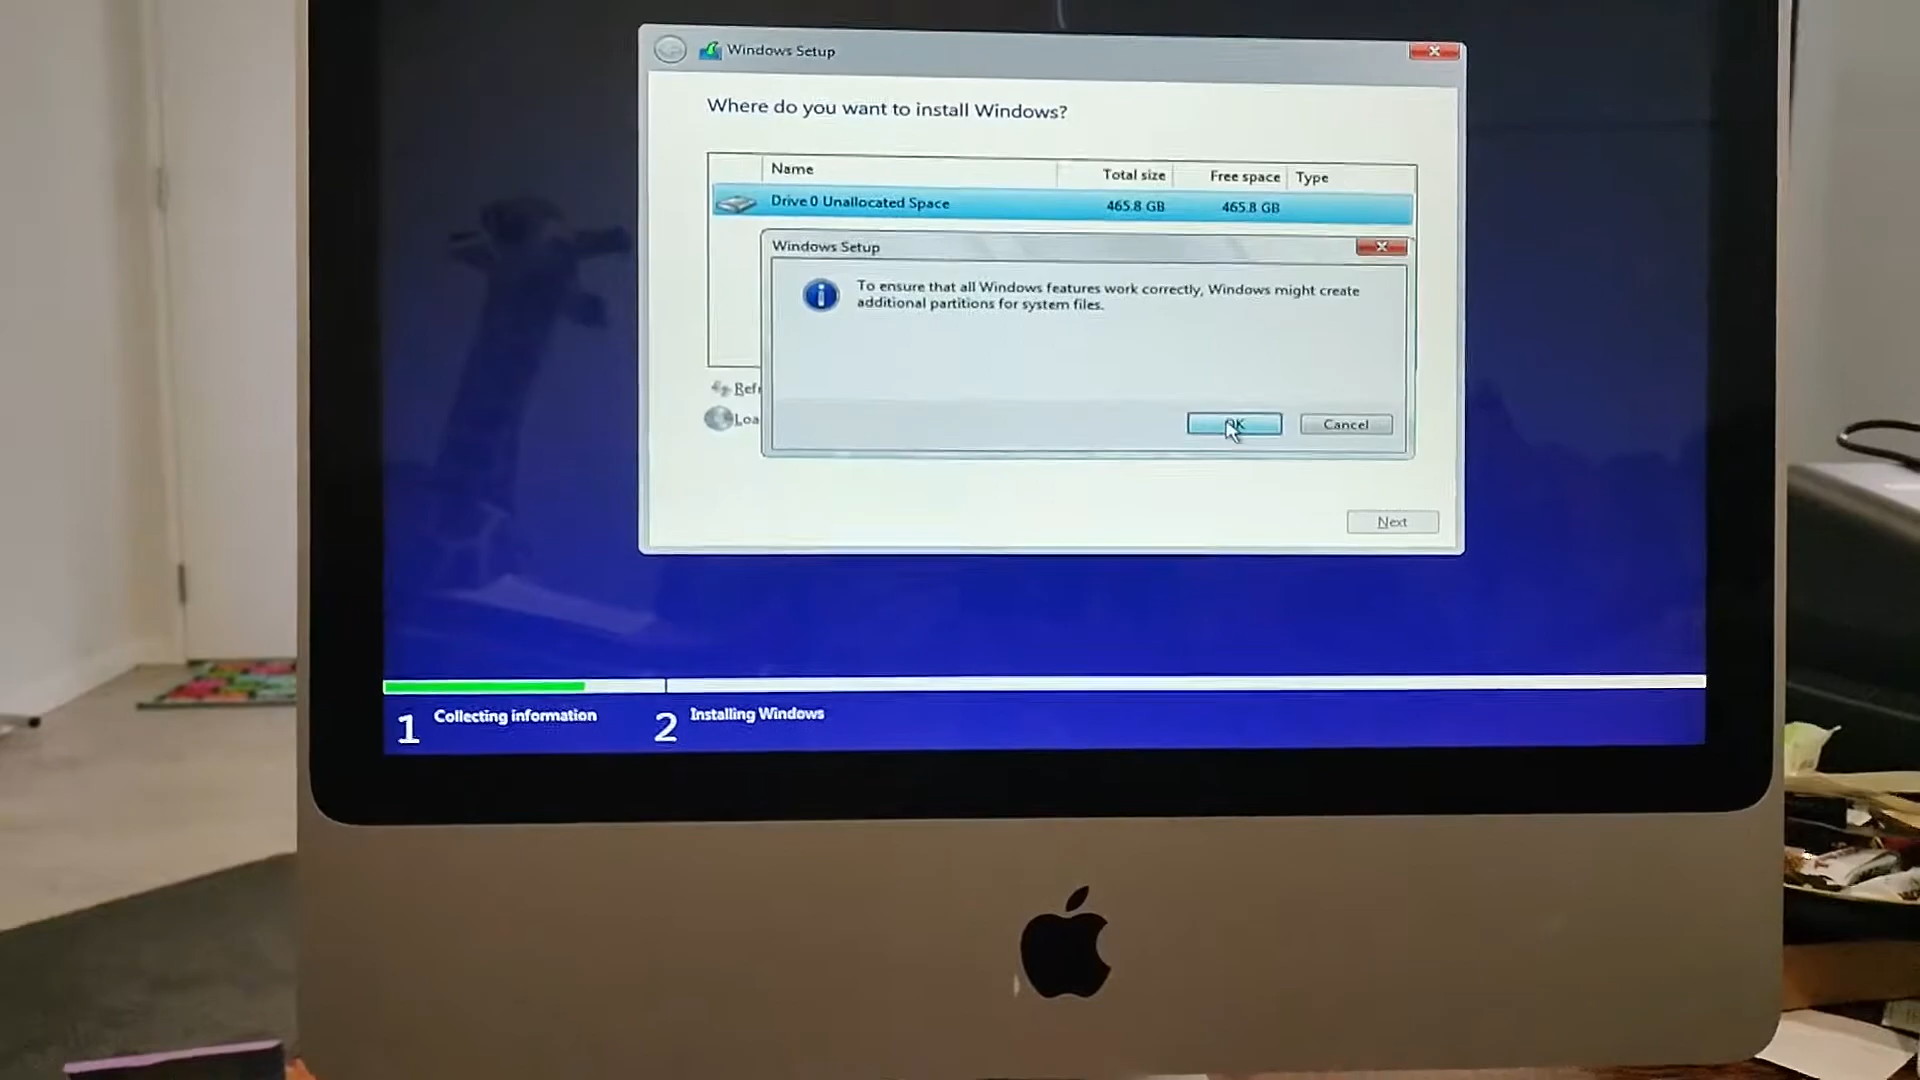 Windows Setup
Where do you want to install Windows?
Name Total size Free space Type
Drive 0 Unallocated Space 465.8 GB 465.8 GB
Windows Setup
To ensure that all Windows features work correctly, Windows might create
additional partitions for system files.
Refr
Loa
OK Cancel
Next
1 Collecting information 2 Installing Windows